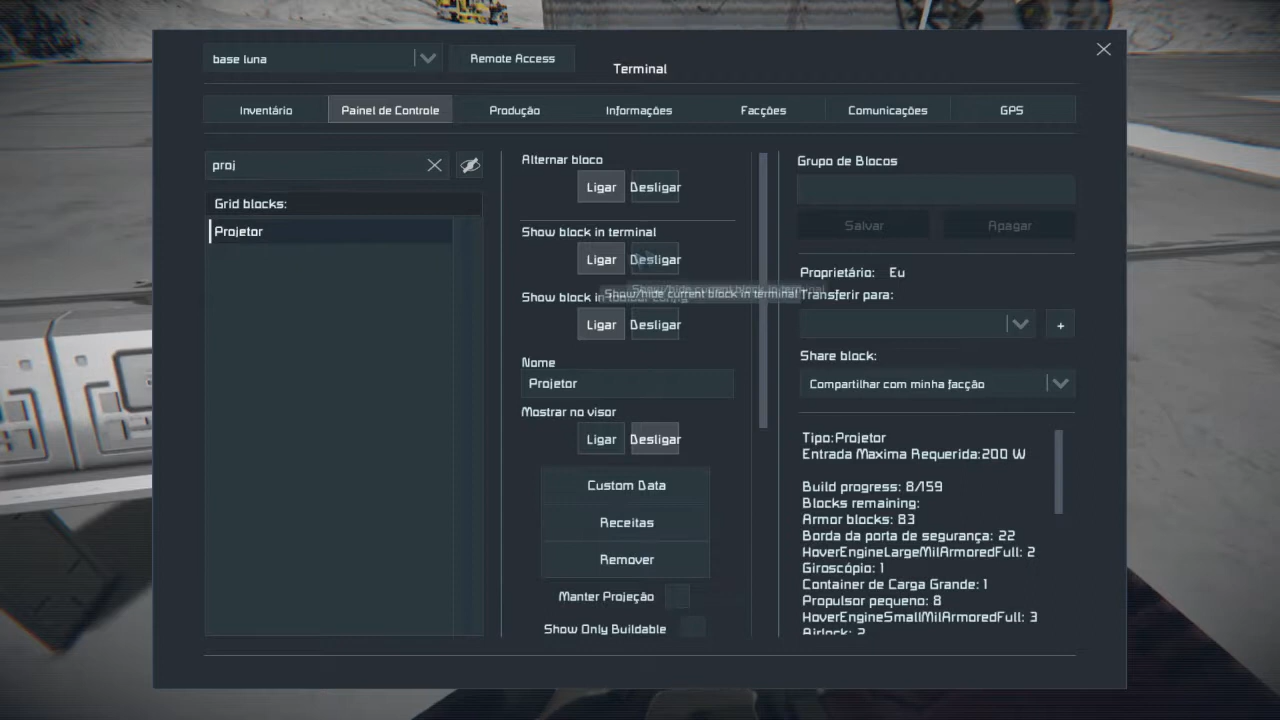 base luna
Remote Access
Terminal
Inventário
Painel de Controle
Produção
Informações
Facções
Comunicações
GPS
proj
Grid blocks:
Projetor
Alternar bloco
Ligar
Desligar
Show block in terminal
Ligar
Desligar
Show/hide current block in terminal
Show block in
Ligar
Desligar
Nome
Projetor
Mostrar no visor
Ligar
Desligar
Custom Data
Receitas
Remover
Manter Projeção
Show Only Buildable
Grupo de Blocos
Salvar
Apagar
Proprietário: Eu
Transferir para:
+
Share block:
Compartilhar com minha facção
Tipo:Projetor
Entrada Maxima Requerida:200 W
Build progress: 8/159
Blocks remaining:
Armor blocks: 83
Borda da porta de segurança: 22
HoverEngineLargeMilArmoredFull: 2
Giroscópio: 1
Container de Carga Grande: 1
Propulsor pequeno: 8
HoverEngineSmallMilArmoredFull: 3
Airlock: 2